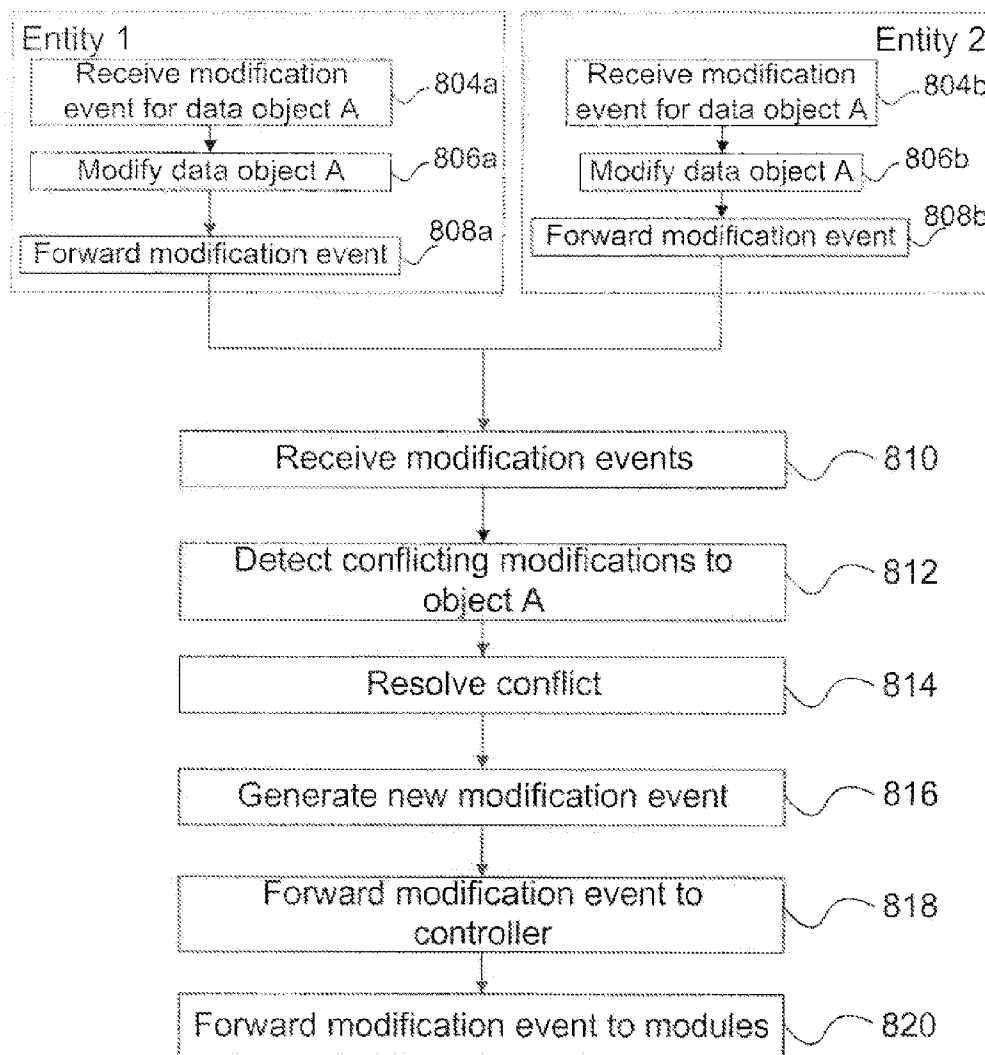 Entity 1
Receive modification
event for data object A
804a
Modify data object A
806a
Forward modification event
808a
Entity 2
Receive modification
event for data object A
804b
Modify data object A
806b
Forward modification event
808b
Receive modification events
810
Detect conflicting modifications to
object A
812
Resolve conflict
814
Generate new modification event
816
Forward modification event to
controller
818
Forward modification event to modules
820